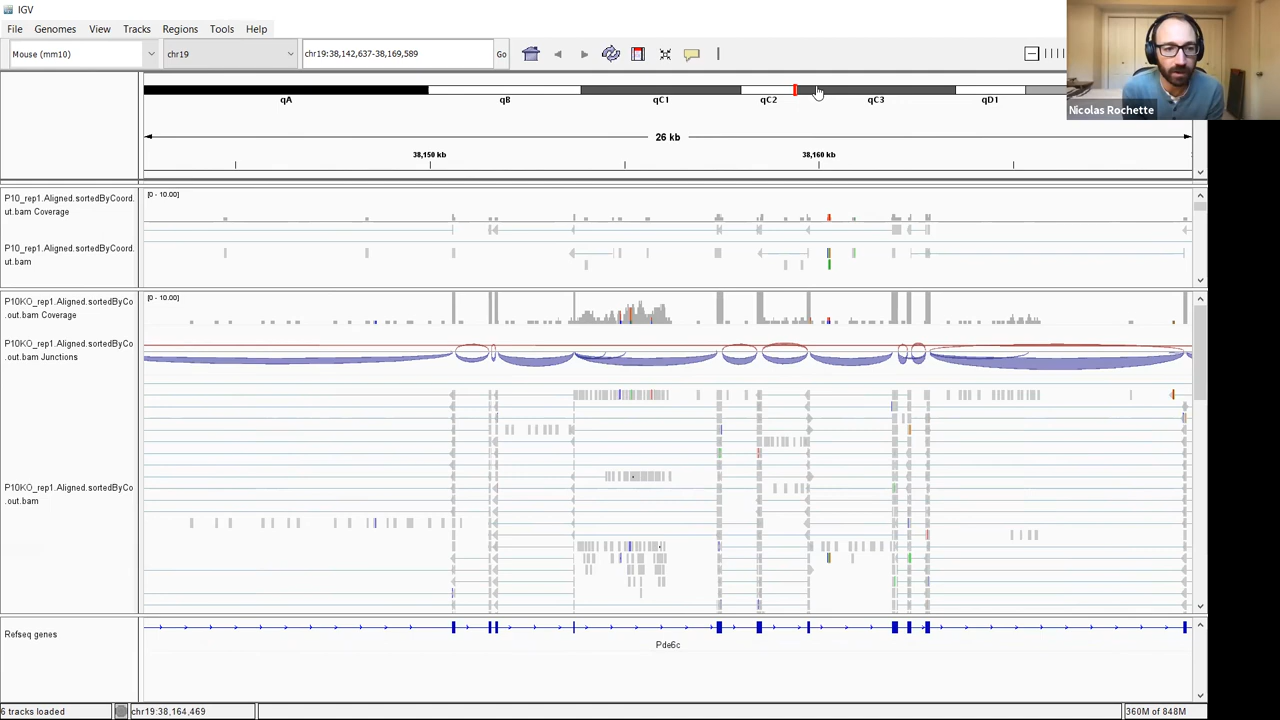 IGV
File Genomes View Tracks Regions Tools Help
Mouse (mm10) chr19 chr19:38,142,637-38,169,589 Go
Nicolas Rochette
qA qB qC1 qC2 qC3 qD1
26 kb
38,150 kb 38,160 kb
[0 - 10.00]
P10_rep1.Aligned.sortedByCoord.
ut.bam Coverage
P10_rep1.Aligned.sortedByCoord.
ut.bam
[0 - 10.00]
P10KO_rep1.Aligned.sortedByCo
.out.bam Coverage
P10KO_rep1.Aligned.sortedByCo
.out.bam Junctions
P10KO_rep1.Aligned.sortedByCo
.out.bam
Refseq genes
Pde6c
6 tracks loaded chr19:38,164,469 360M of 848M